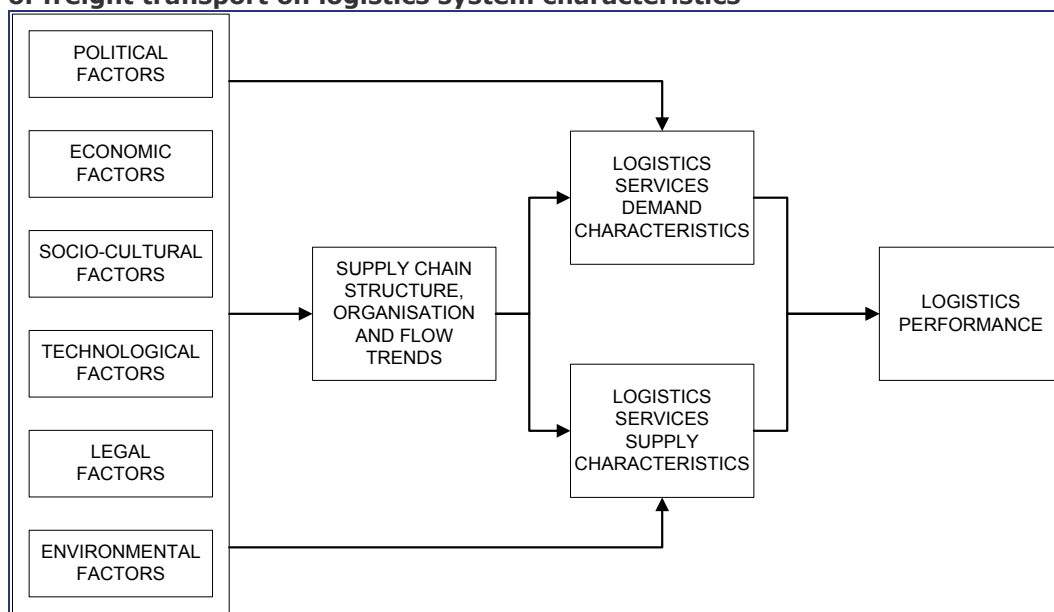 of freight transport on logistics system characteristics
POLITICAL
FACTORS
ECONOMIC
FACTORS
SOCIO-CULTURAL
FACTORS
TECHNOLOGICAL
FACTORS
LEGAL
FACTORS
ENVIRONMENTAL
FACTORS
SUPPLY CHAIN
STRUCTURE,
ORGANISATION
AND FLOW
TRENDS
LOGISTICS
SERVICES
DEMAND
CHARACTERISTICS
LOGISTICS
SERVICES
SUPPLY
CHARACTERISTICS
LOGISTICS
PERFORMANCE